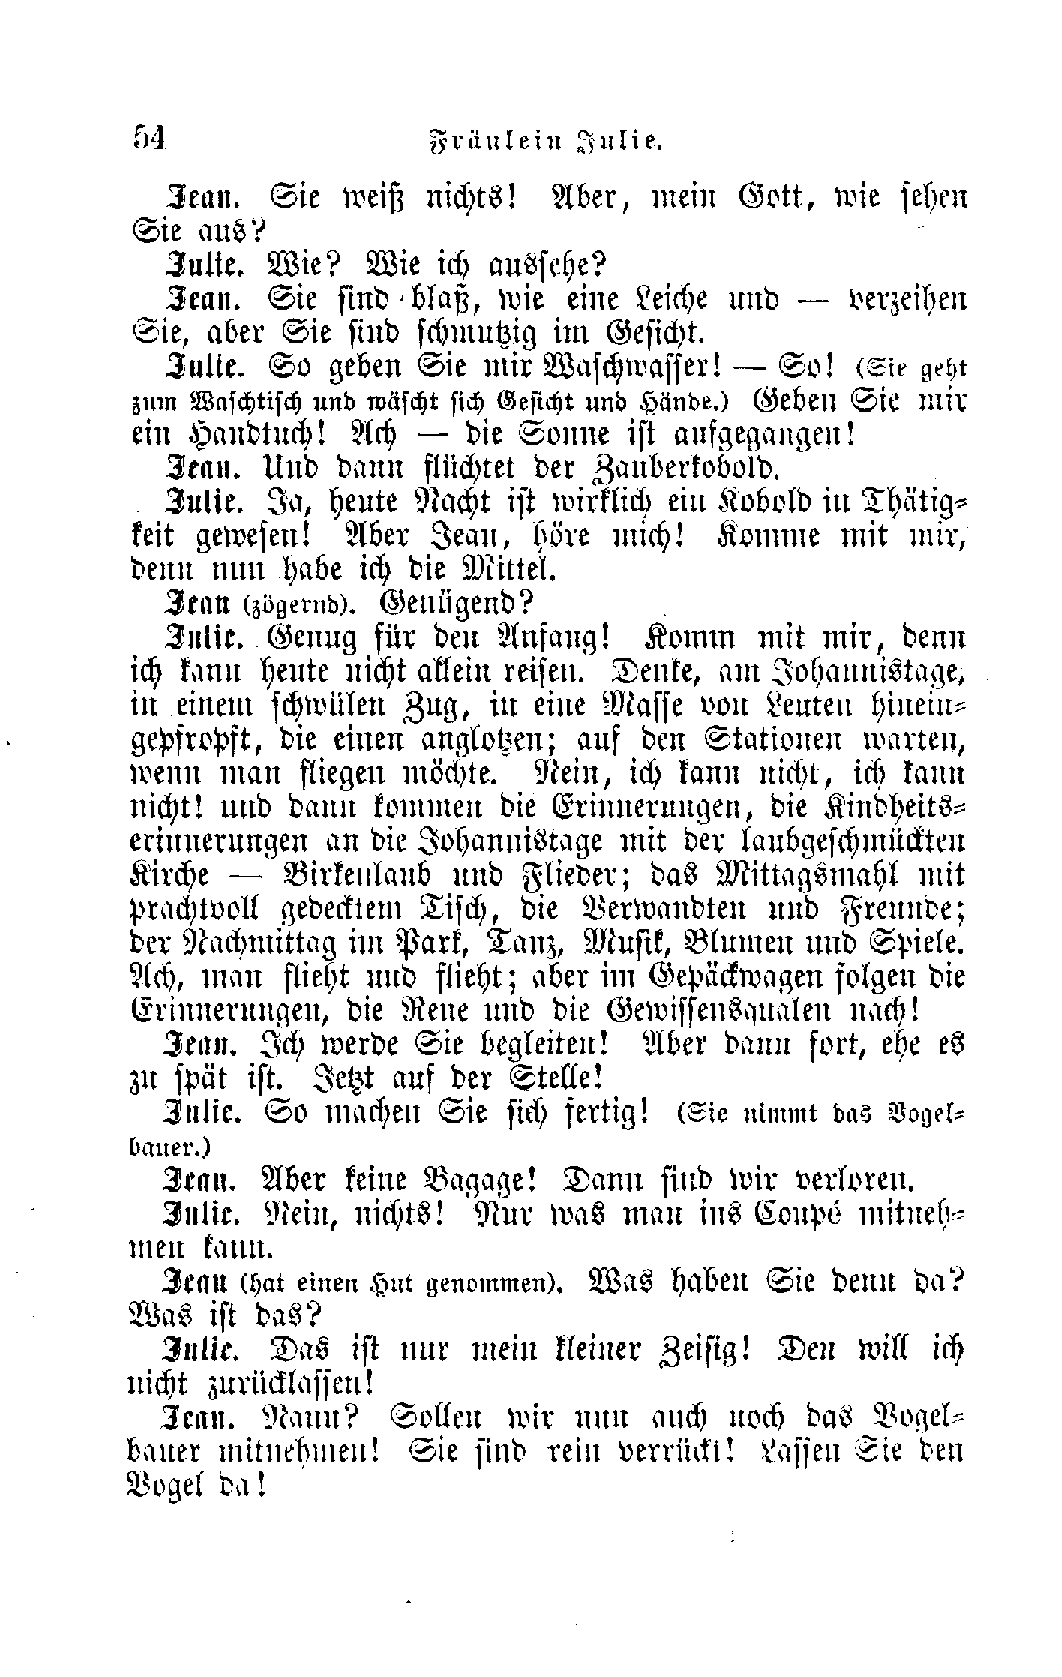 54 Fräulein Julie.
Jean. Sie weiß nichts! Aber, mein Gott, wie sehen
Sie aus?
Julie. Wie? Wie ich aussehe?
Jean. Sie sind blaß, wie eine Leiche und — verzeihen
Sie, aber Sie sind schmutzig im Gesicht.
Julie. So geben Sie mir Waschwasser! — So! (Sie geht
zum Waschtisch und wäscht sich Gesicht und Hände.) Geben Sie mir
ein Handtuch! Ach — die Sonne ist aufgegangen!
Jean. Und dann flüchtet der Zauberkobold.
Julie. Ja, heute Nacht ist wirklich ein Kobold in Thätig-
keit gewesen! Aber Jean, höre mich! Komme mit mir,
denn nun habe ich die Mittel.
Jean (zögernd). Genügend?
Julie. Genug für den Anfang! Komm mit mir, denn
ich kann heute nicht allein reisen. Denke, am Johannistage,
in einem schwülen Zug, in eine Masse von Leuten hinein-
gepfropft, die einen anglotzen; auf den Stationen warten,
wenn man fliegen möchte. Nein, ich kann nicht, ich kann
nicht! und dann kommen die Erinnerungen, die Kindheits-
erinnerungen an die Johannistage mit der laubgeschmückten
Kirche — Birkenlaub und Flieder; das Mittagsmahl mit
prachtvoll gedecktem Tisch, die Verwandten und Freunde;
der Nachmittag im Park, Tanz, Musik, Blumen und Spiele.
Ach, man flieht und flieht; aber im Gepäckwagen folgen die
Erinnerungen, die Reue und die Gewissensqualen nach!
Jean. Ich werde Sie begleiten! Aber dann fort, ehe es
zu spät ist. Jetzt auf der Stelle!
Julie. So machen Sie sich fertig! (Sie nimmt das Vogel-
bauer.)
Jean. Aber keine Bagage! Dann sind wir verloren.
Julie. Nein, nichts! Nur was man ins Coupé mitneh-
men kann.
Jean (hat einen Hut genommen). Was haben Sie denn da?
Was ist das?
Julie. Das ist nur mein kleiner Zeisig! Den will ich
nicht zurücklassen!
Jean. Nanu? Sollen wir nun auch noch das Vogel-
bauer mitnehmen! Sie sind rein verrückt! Lassen Sie den
Vogel da!